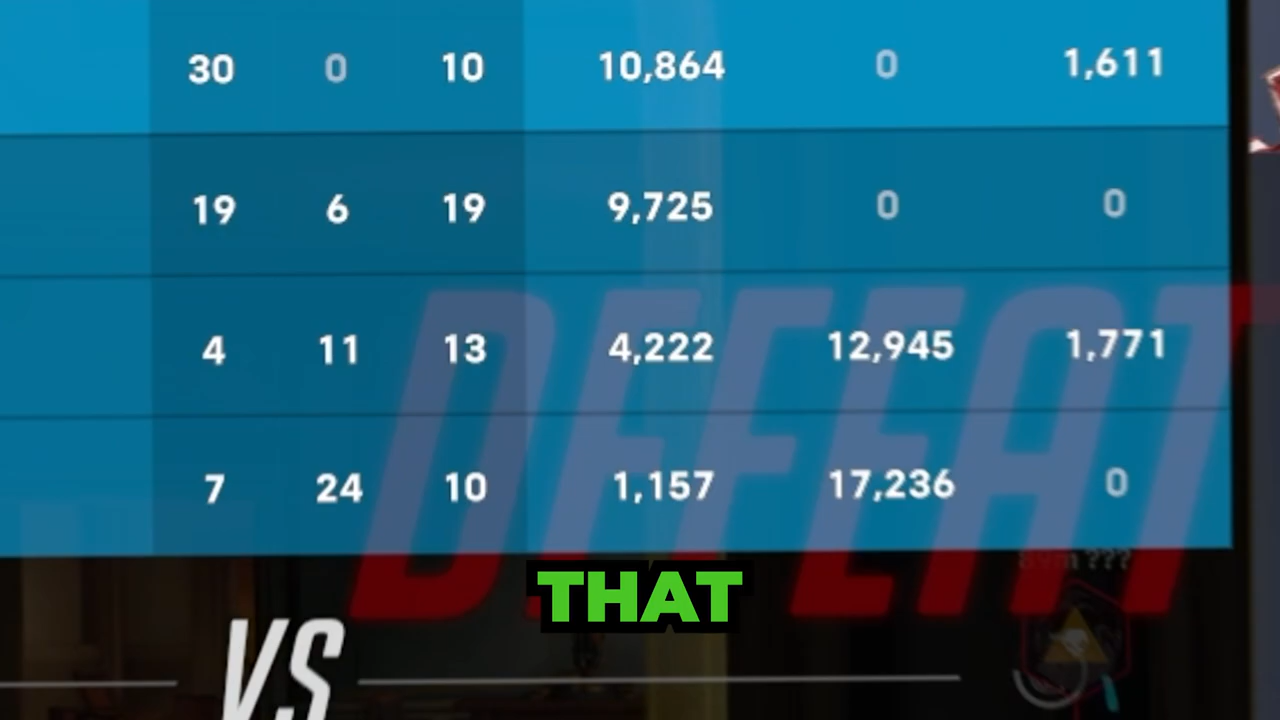 30 0 10 10,864 0 1,611
19 6 19 9,725 0 0
4 11 13 4,222 12,945 1,771
7 24 10 1,157 17,236 0
DEFEAT
THAT
VS